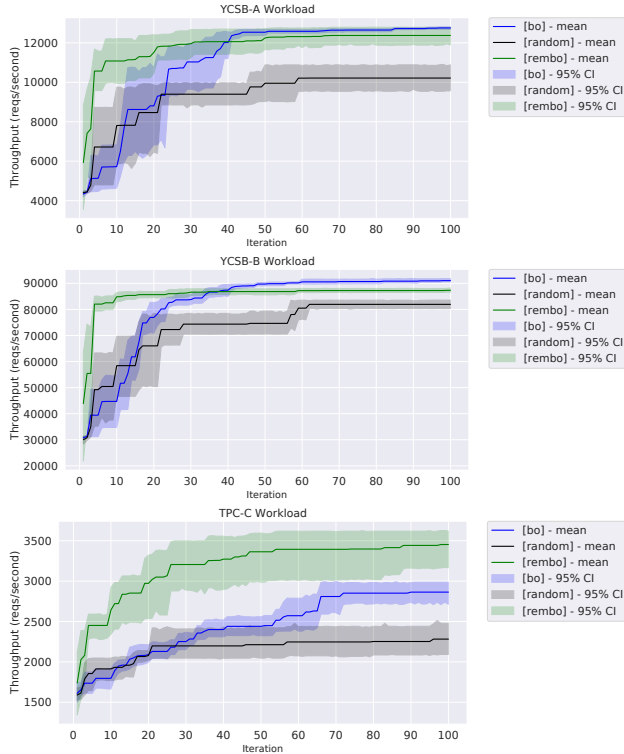 YCSB-A Workload
Throughput (reqs/second)
12000
10000
8000
6000
4000
0 10 20 30 40 50 60 70 80 90 100
Iteration
[bo] - mean
[random] - mean
[rembo] - mean
[bo] - 95% CI
[random] - 95% CI
[rembo] - 95% CI
YCSB-B Workload
Throughput (reqs/second)
90000
80000
70000
60000
50000
40000
30000
20000
0 10 20 30 40 50 60 70 80 90 100
Iteration
[bo] - mean
[random] - mean
[rembo] - mean
[bo] - 95% CI
[random] - 95% CI
[rembo] - 95% CI
TPC-C Workload
Throughput (reqs/second)
3500
3000
2500
2000
1500
0 10 20 30 40 50 60 70 80 90 100
Iteration
[bo] - mean
[random] - mean
[rembo] - mean
[bo] - 95% CI
[random] - 95% CI
[rembo] - 95% CI